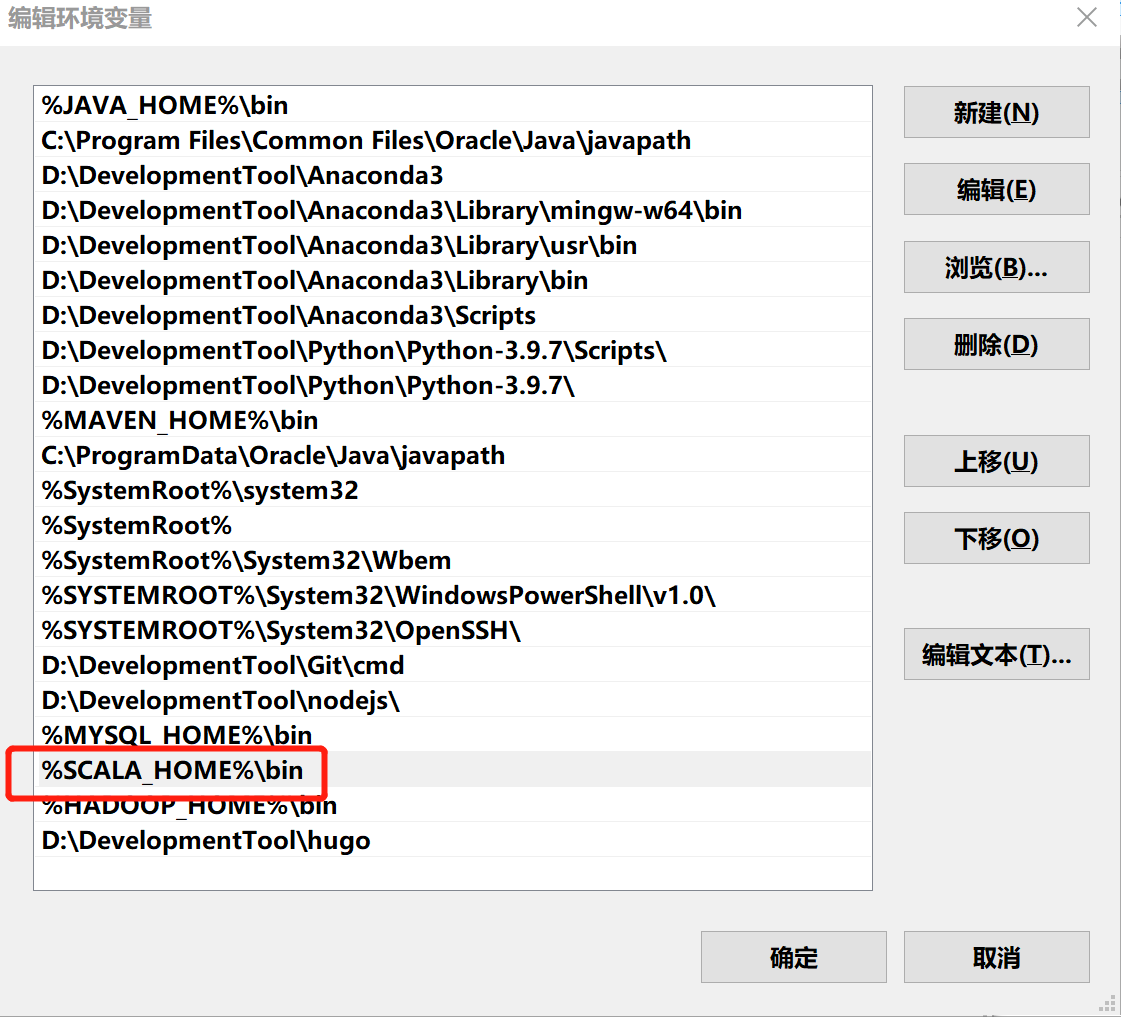 编辑环境变量
%JAVA_HOME%\bin
C:\Program Files\Common Files\Oracle\Java\javapath
D:\DevelopmentTool\Anaconda3
D:\DevelopmentTool\Anaconda3\Library\mingw-w64\bin
D:\DevelopmentTool\Anaconda3\Library\usr\bin
D:\DevelopmentTool\Anaconda3\Library\bin
D:\DevelopmentTool\Anaconda3\Scripts
D:\DevelopmentTool\Python\Python-3.9.7\Scripts\
D:\DevelopmentTool\Python\Python-3.9.7\
%MAVEN_HOME%\bin
C:\ProgramData\Oracle\Java\javapath
%SystemRoot%\system32
%SystemRoot%
%SystemRoot%\System32\Wbem
%SYSTEMROOT%\System32\WindowsPowerShell\v1.0\
%SYSTEMROOT%\System32\OpenSSH\
D:\DevelopmentTool\Git\cmd
D:\DevelopmentTool\nodejs\
%MYSQL_HOME%\bin
%SCALA_HOME%\bin
%HADOOP_HOME%\bin
D:\DevelopmentTool\hugo
新建(N)
编辑(E)
浏览(B)...
删除(D)
上移(U)
下移(O)
编辑文本(T)...
确定
取消